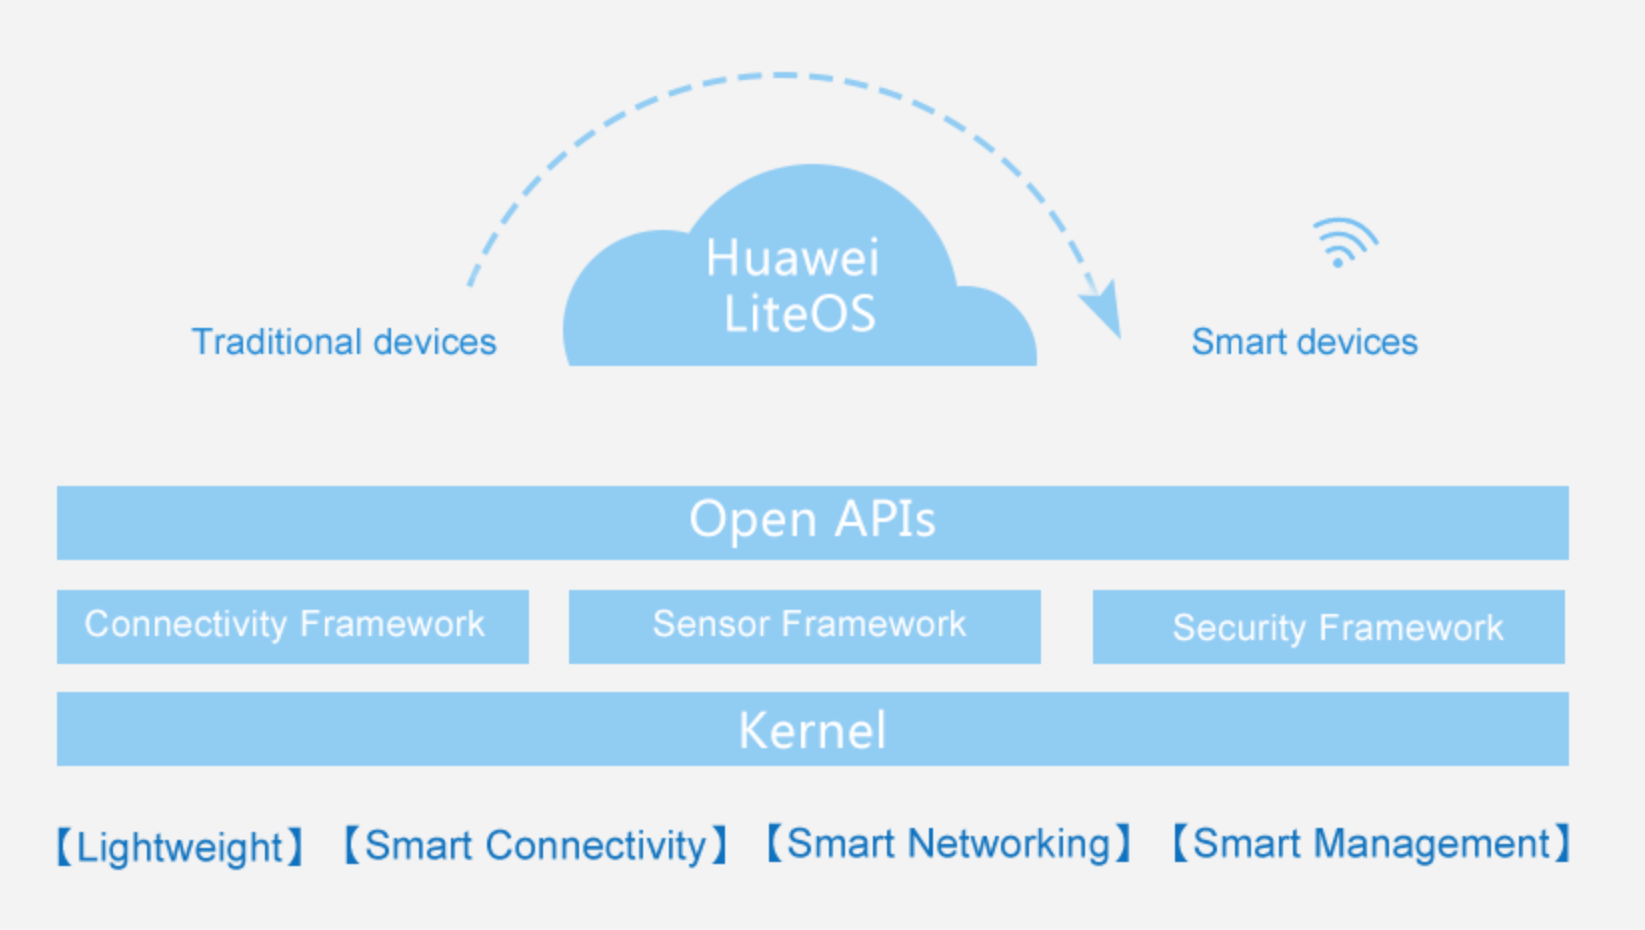 Huawei
LiteOS
Traditional devices
Smart devices
Open APIs
Connectivity Framework
Sensor Framework
Security Framework
Kernel
【Lightweight】 【Smart Connectivity】 【Smart Networking】 【Smart Management】